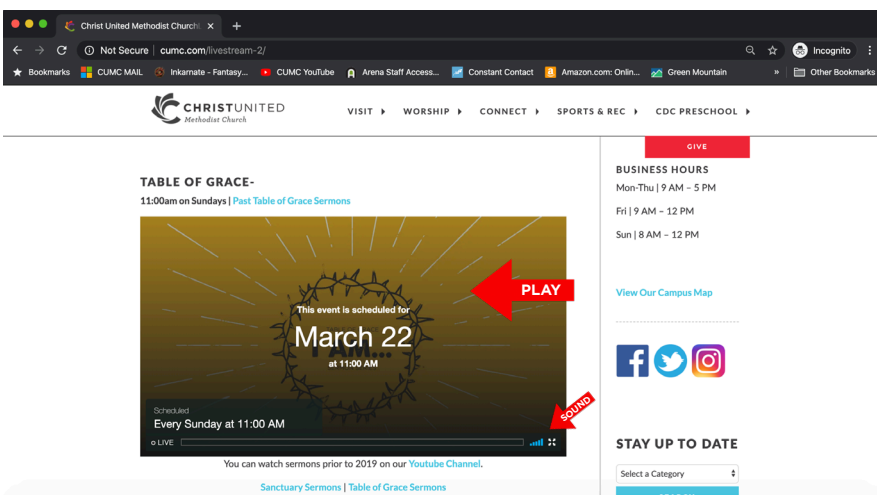 Christ United Methodist Church
Not Secure | cumc.com/livestream-2/
Incognito
Bookmarks
CUMC MAIL
Inkarnate - Fantasy...
CUMC YouTube
Arena Staff Access...
Constant Contact
Amazon.com: Onlin...
Green Mountain
»
Other Bookmarks
CHRISTUNITED
Methodist Church
VISIT
WORSHIP
CONNECT
SPORTS & REC
CDC PRESCHOOL
GIVE
TABLE OF GRACE-
11:00am on Sundays | Past Table of Grace Sermons
PLAY
This event is scheduled for
March 22
I AM...
at 11:00 AM
Scheduled
Every Sunday at 11:00 AM
LIVE
SOUND
You can watch sermons prior to 2019 on our Youtube Channel.
Sanctuary Sermons | Table of Grace Sermons
BUSINESS HOURS
Mon-Thu | 9 AM – 5 PM
Fri | 9 AM – 12 PM
Sun | 8 AM – 12 PM
View Our Campus Map
STAY UP TO DATE
Select a Category